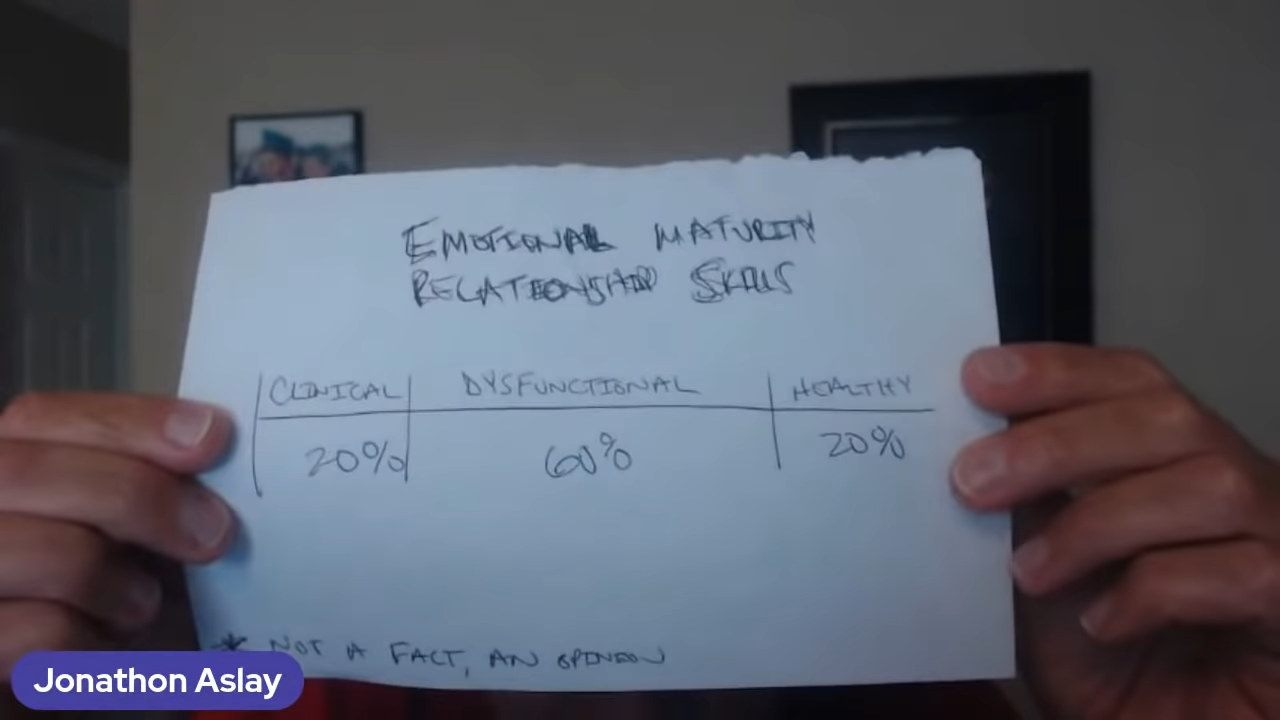 EMOTIONAL MATURITY
RELATIONSHIP SKILLS
CLINICAL DYSFUNCTIONAL HEALTHY
20% 60% 20%
* NOT A FACT, AN OPINION
Jonathon Aslay